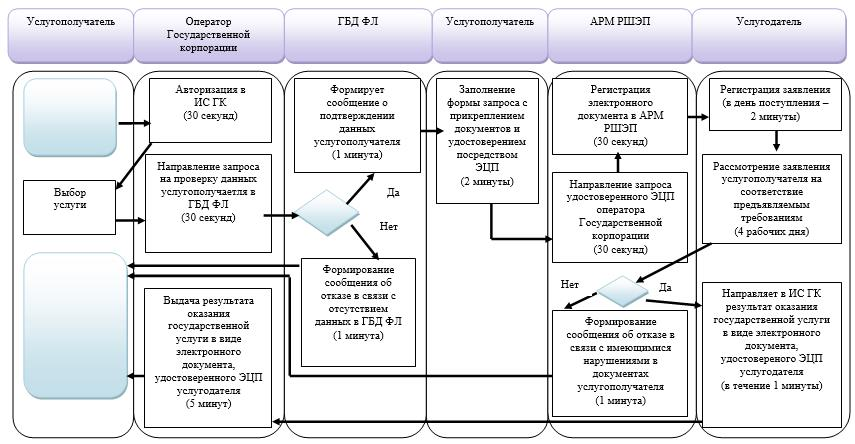 Услугополучатель
Оператор
Государственной
корпорации
ГБД ФЛ
Услугополучатель
АРМ РШЭП
Услугодатель
Авторизация в
ИС ГК
(30 секунд)
Выбор
услуги
Направление запроса
на проверку данных
услугополучаетля в
ГБД ФЛ
(30 секунд)
Формирует
сообщение о
подтверждении
данных
услугополучателя
(1 минута)
Да
Нет
Формирование
сообщения об
отказе в связи с
отсутствием
данных в ГБД ФЛ
(1 минута)
Заполнение
формы запроса с
прикреплением
документов и
удостоверением
посредством
ЭЦП
(2 минуты)
Регистрация
электронного
документа в АРМ
РШЭП
(30 секунд)
Направление запроса
удостоверенного ЭЦП
оператора
Государственной
корпорации
(30 секунд)
Регистрация заявления
(в день поступления –
2 минуты)
Рассмотрение заявления
услугополучателя на
соответствие
предъявляемым
требованиям
(4 рабочих дня)
Нет
Да
Формирование
сообщения об отказе в
связи с имеющимися
нарушениями в
документах
услугополучателя
(1 минута)
Направляет в ИС ГК
результат оказания
государственной услуги
в виде электронного
документа,
удостовереного ЭЦП
услугодателя
(в течение 1 минуты)
Выдача результата
оказания
государственной
услуги в виде
электронного
документа,
удостоверенного ЭЦП
услугодателя
(5 минут)